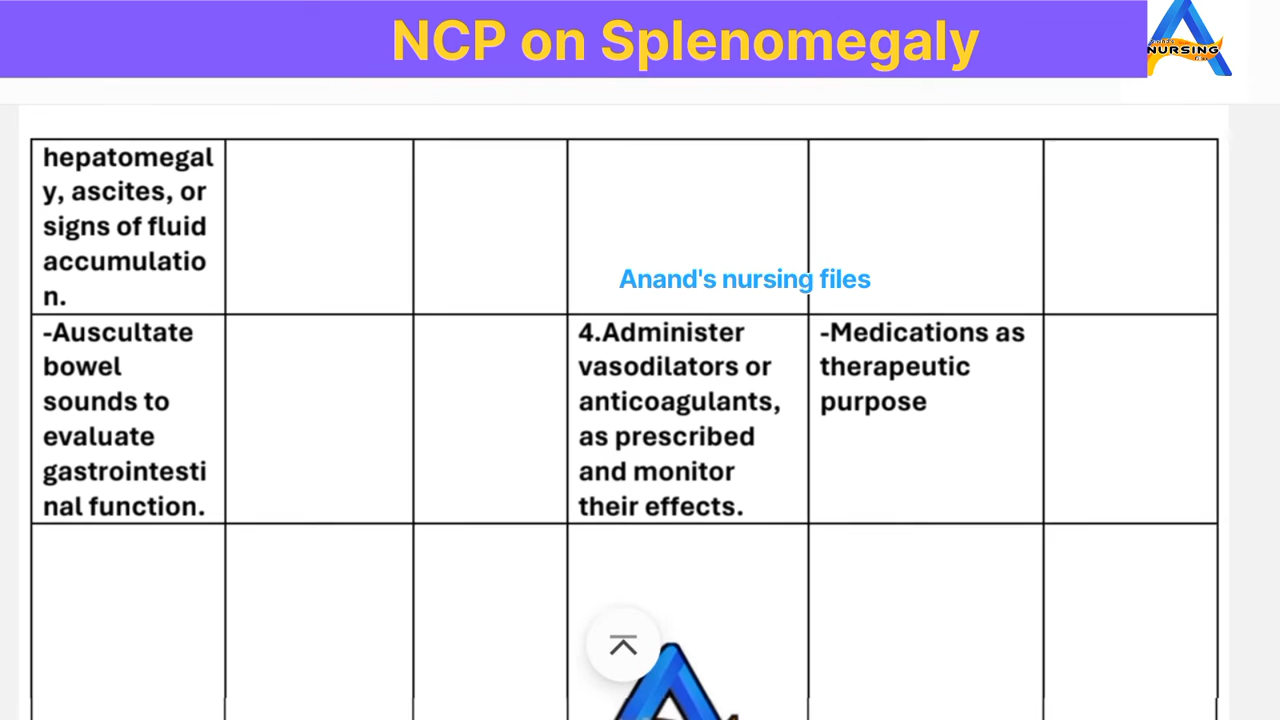 NCP on Splenomegaly
NURSING
hepatomegal
y, ascites, or
signs of fluid
accumulatio
n.
Anand's nursing files
-Auscultate
bowel
sounds to
evaluate
gastrointesti
nal function.
4.Administer
vasodilators or
anticoagulants,
as prescribed
and monitor
their effects.
-Medications as
therapeutic
purpose